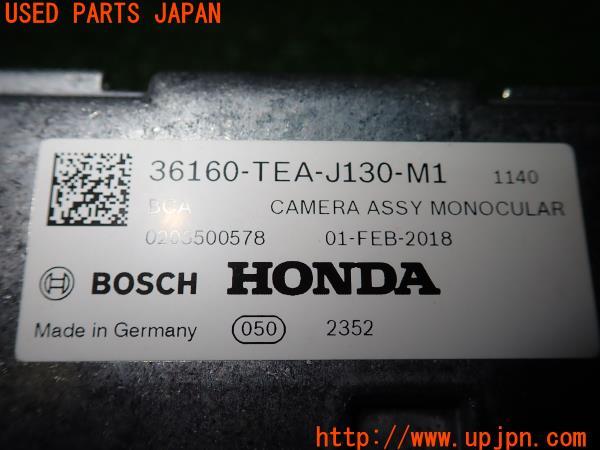 USED PARTS JAPAN
36160-TEA-J130-M1 1140
BCA CAMERA ASSY MONOCULAR
0203500578 01-FEB-2018
BOSCH HONDA
Made in Germany 050 2352
http://www.upjpn.com/